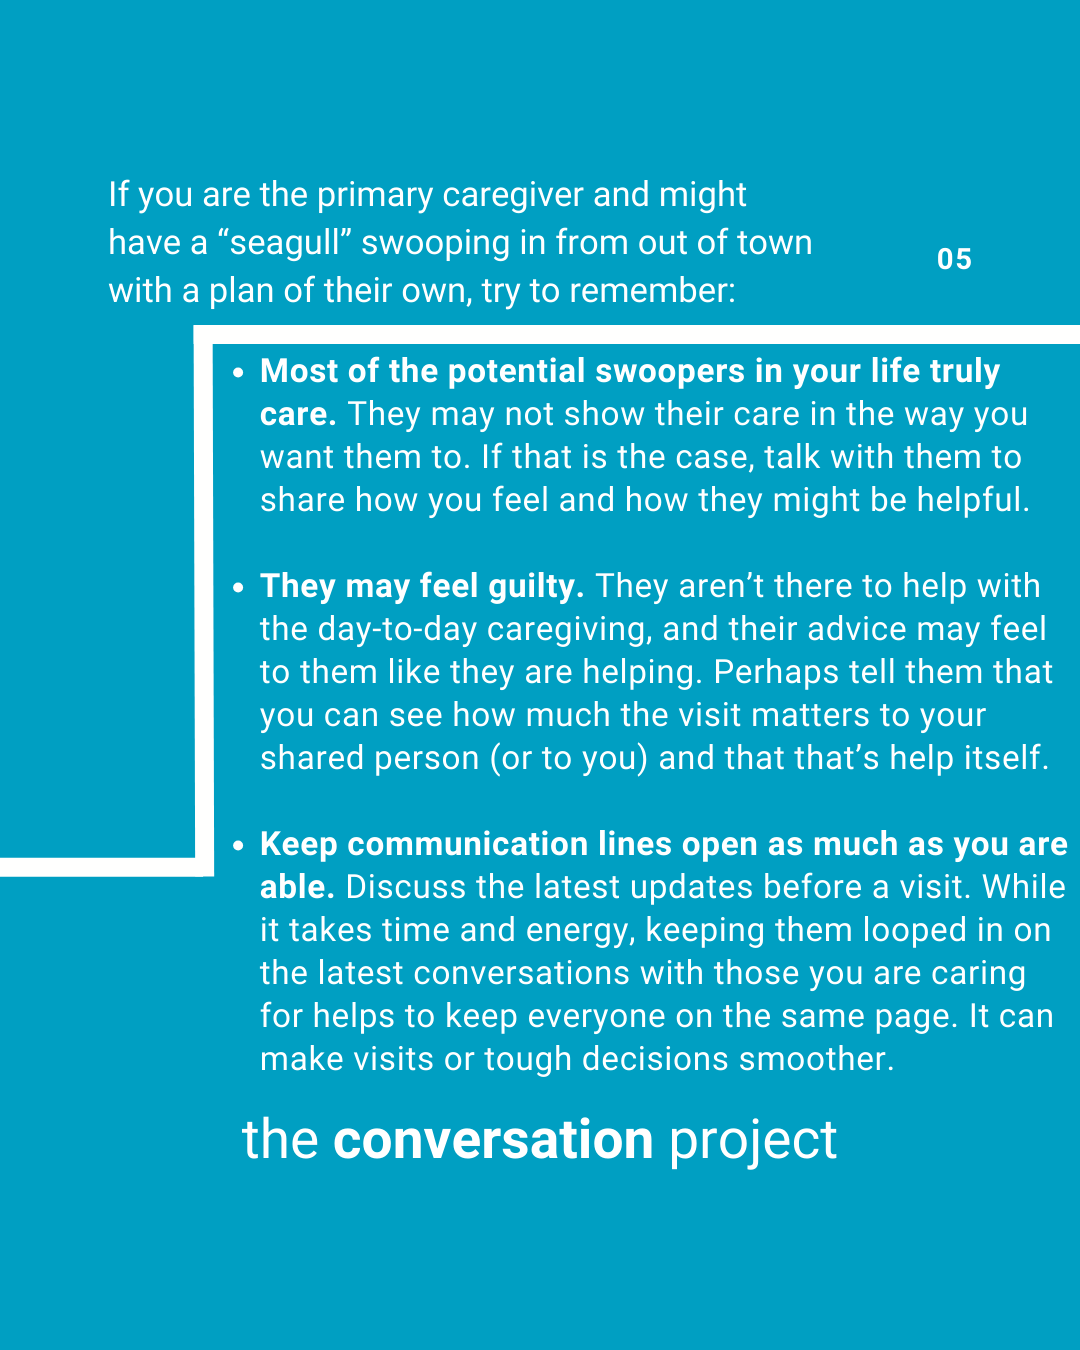 If you are the primary caregiver and might
have a “seagull” swooping in from out of town
with a plan of their own, try to remember:
05
• Most of the potential swoopers in your life truly
care. They may not show their care in the way you
want them to. If that is the case, talk with them to
share how you feel and how they might be helpful.
• They may feel guilty. They aren’t there to help with
the day-to-day caregiving, and their advice may feel
to them like they are helping. Perhaps tell them that
you can see how much the visit matters to your
shared person (or to you) and that that’s help itself.
• Keep communication lines open as much as you are
able. Discuss the latest updates before a visit. While
it takes time and energy, keeping them looped in on
the latest conversations with those you are caring
for helps to keep everyone on the same page. It can
make visits or tough decisions smoother.
the conversation project